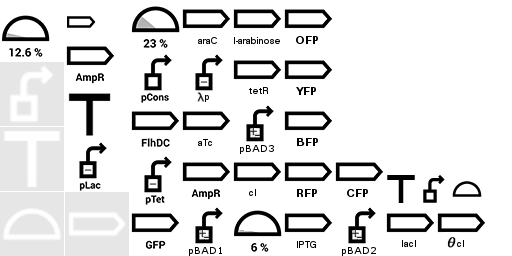 23 % araC l-arabinose OFP
12.6 %
AmpR
pCons λp tetR YFP
FlhDC aTc pBAD3 BFP
pLac
pTet AmpR cI RFP CFP
GFP pBAD1 6 % IPTG pBAD2 lacI θcI